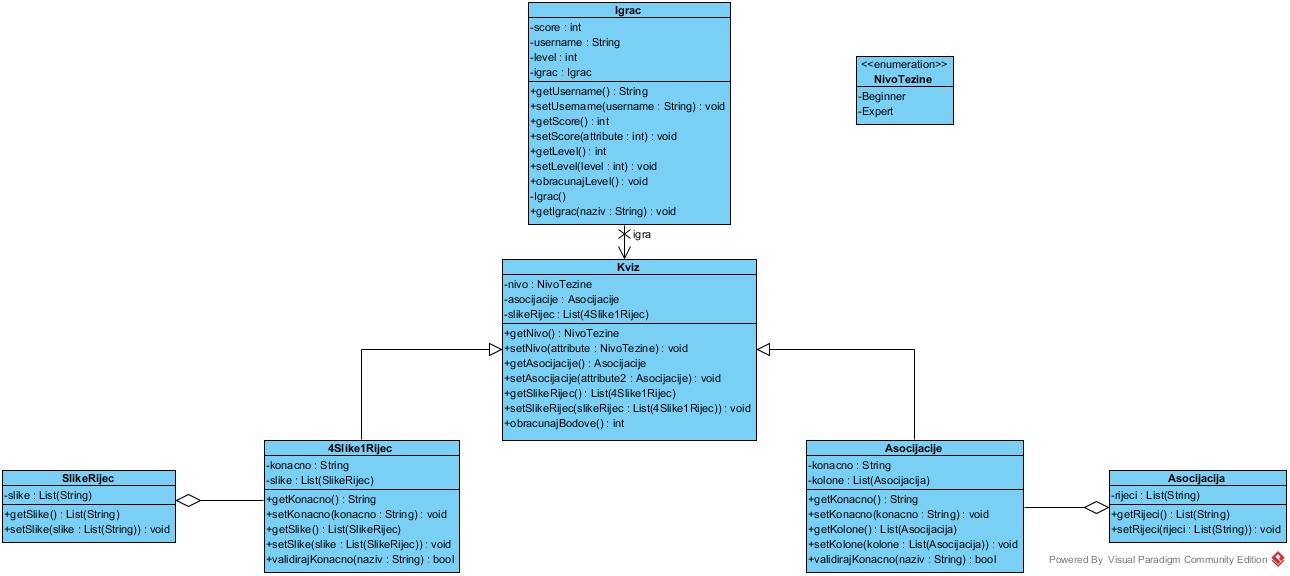 Igrac
-score : int
-username : String
-level : int
-igrac : Igrac
+getUsername() : String
+setUsername(username : String) : void
+getScore() : int
+setScore(attribute : int) : void
+getLevel() : int
+setLevel(level : int) : void
+obracunajLevel() : void
-Igrac()
+getIgrac(naziv : String) : void
<<enumeration>>
NivoTezine
-Beginner
-Expert
igra
Kviz
-nivo : NivoTezine
-asocijacije : Asocijacije
-slikeRijec : List(4Slike1Rijec)
+getNivo() : NivoTezine
+setNivo(attribute : NivoTezine) : void
+getAsocijacije() : Asocijacije
+setAsocijacije(attribute2 : Asocijacije) : void
+getSlikeRijec() : List(4Slike1Rijec)
+setSlikeRijec(slikeRijec : List(4Slike1Rijec)) : void
+obracunajBodove() : int
SlikeRijec
-slike : List(String)
+getSlike() : List(String)
+setSlike(slike : List(String)) : void
4Slike1Rijec
-konacno : String
-slike : List(SlikeRijec)
+getKonacno() : String
+setKonacno(konacno : String) : void
+getSlike() : List(SlikeRijec)
+setSlike(slike : List(SlikeRijec)) : void
+validirajKonacno(naziv : String) : bool
Asocijacije
-konacno : String
-kolone : List(Asocijacija)
+getKonacno() : String
+setKonacno(konacno : String) : void
+getKolone() : List(Asocijacija)
+setKolone(kolone : List(Asocijacija)) : void
+validirajKonacno(naziv : String) : bool
Asocijacija
-rijeci : List(String)
+getRijeci() : List(String)
+setRijeci(rijeci : List(String)) : void
Powered By Visual Paradigm Community Edition